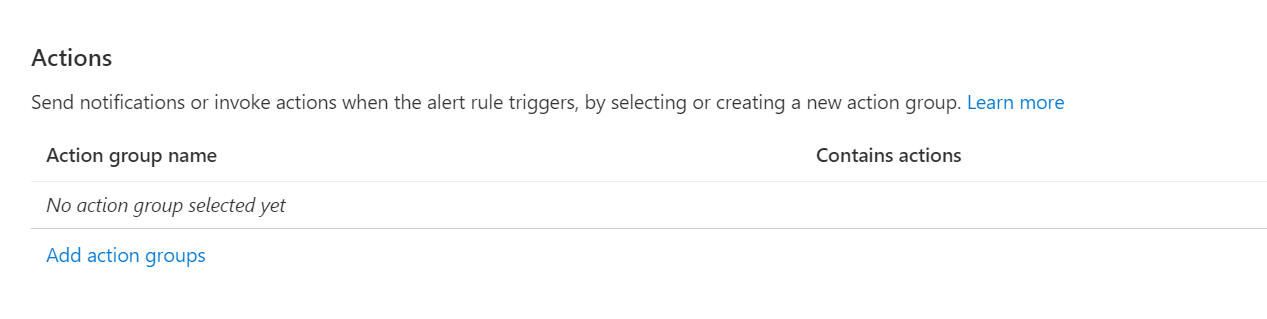 Actions
Send notifications or invoke actions when the alert rule triggers, by selecting or creating a new action group. Learn more
Action group name Contains actions
No action group selected yet
Add action groups